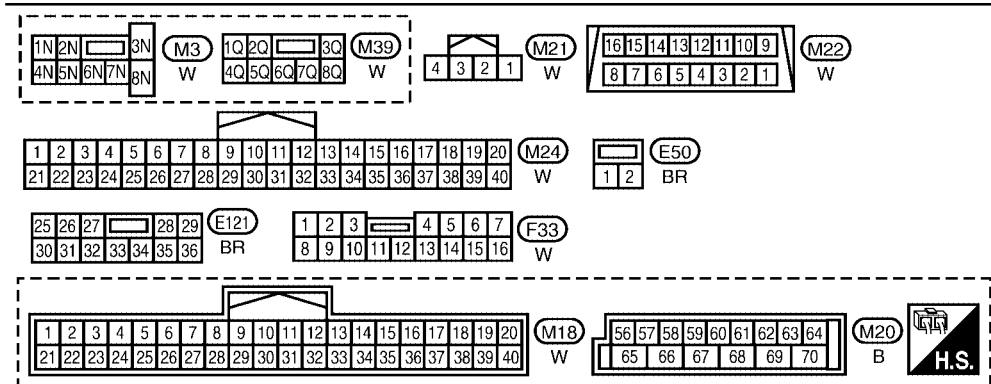 1N 2N 3N M3 1Q 2Q 3Q M39 M21 16 15 14 13 12 11 10 9 M22
4N 5N 6N 7N 8N W 4Q 5Q 6Q 7Q 8Q W 4 3 2 1 W 8 7 6 5 4 3 2 1 W
1 2 3 4 5 6 7 8 9 10 11 12 13 14 15 16 17 18 19 20 M24 E50
21 22 23 24 25 26 27 28 29 30 31 32 33 34 35 36 37 38 39 40 W 1 2 BR
25 26 27 28 29 E121 1 2 3 4 5 6 7 F33
30 31 32 33 34 35 36 BR 8 9 10 11 12 13 14 15 16 W
1 2 3 4 5 6 7 8 9 10 11 12 13 14 15 16 17 18 19 20 M18 56 57 58 59 60 61 62 63 64 M20
21 22 23 24 25 26 27 28 29 30 31 32 33 34 35 36 37 38 39 40 W 65 66 67 68 69 70 B H.S.